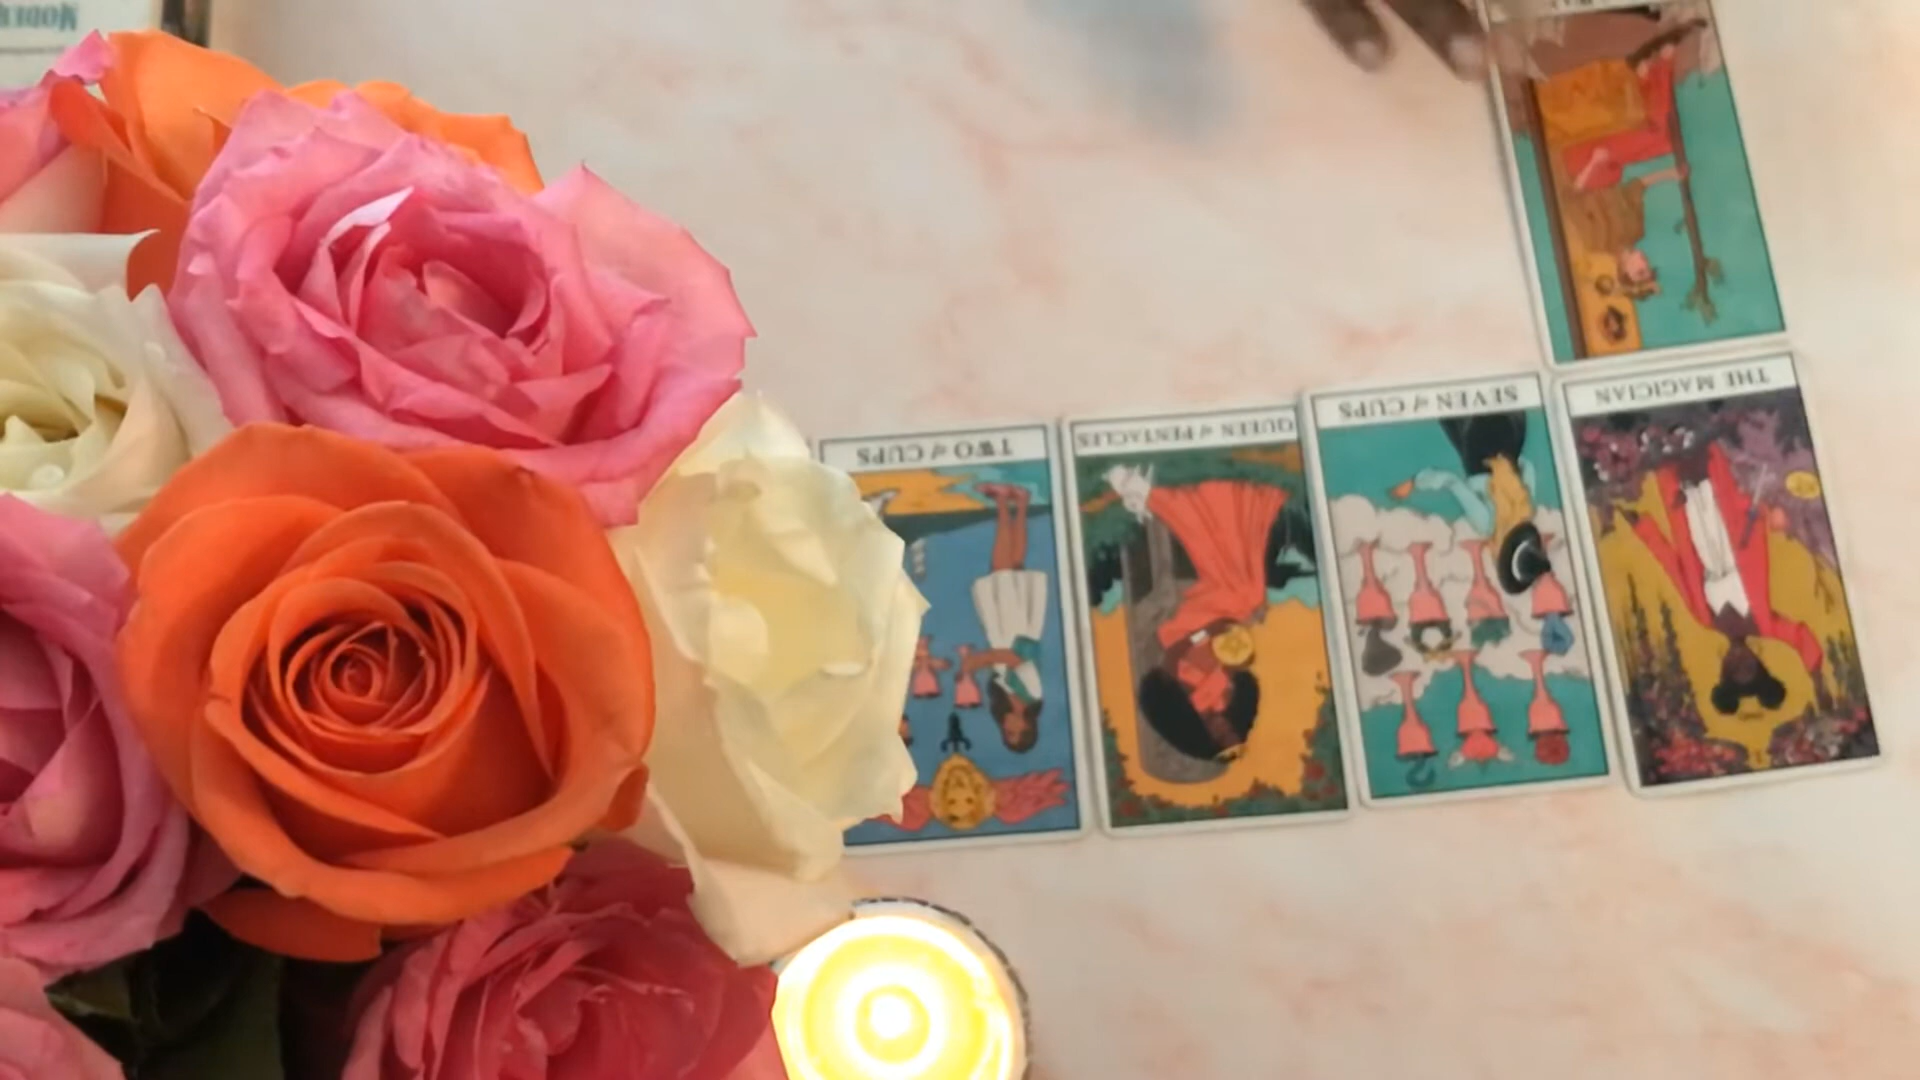 TWO of CUPS
QUEEN of PENTACLES
SEVEN of CUPS
THE MAGICIAN